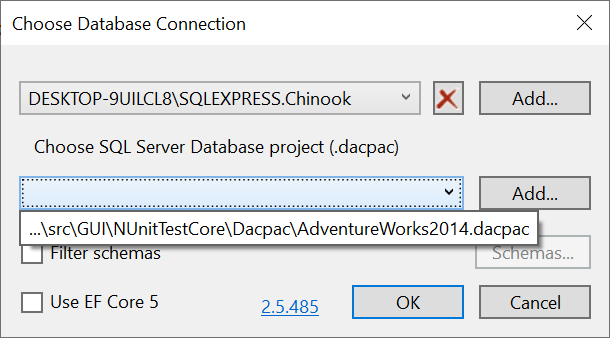 Choose Database Connection
DESKTOP-9UILCL8\SQLEXPRESS.Chinook
Add...
Choose SQL Server Database project (.dacpac)
Add...
...\src\GUI\NUnitTestCore\Dacpac\AdventureWorks2014.dacpac
Filter schemas
Schemas...
Use EF Core 5
2.5.485
OK
Cancel